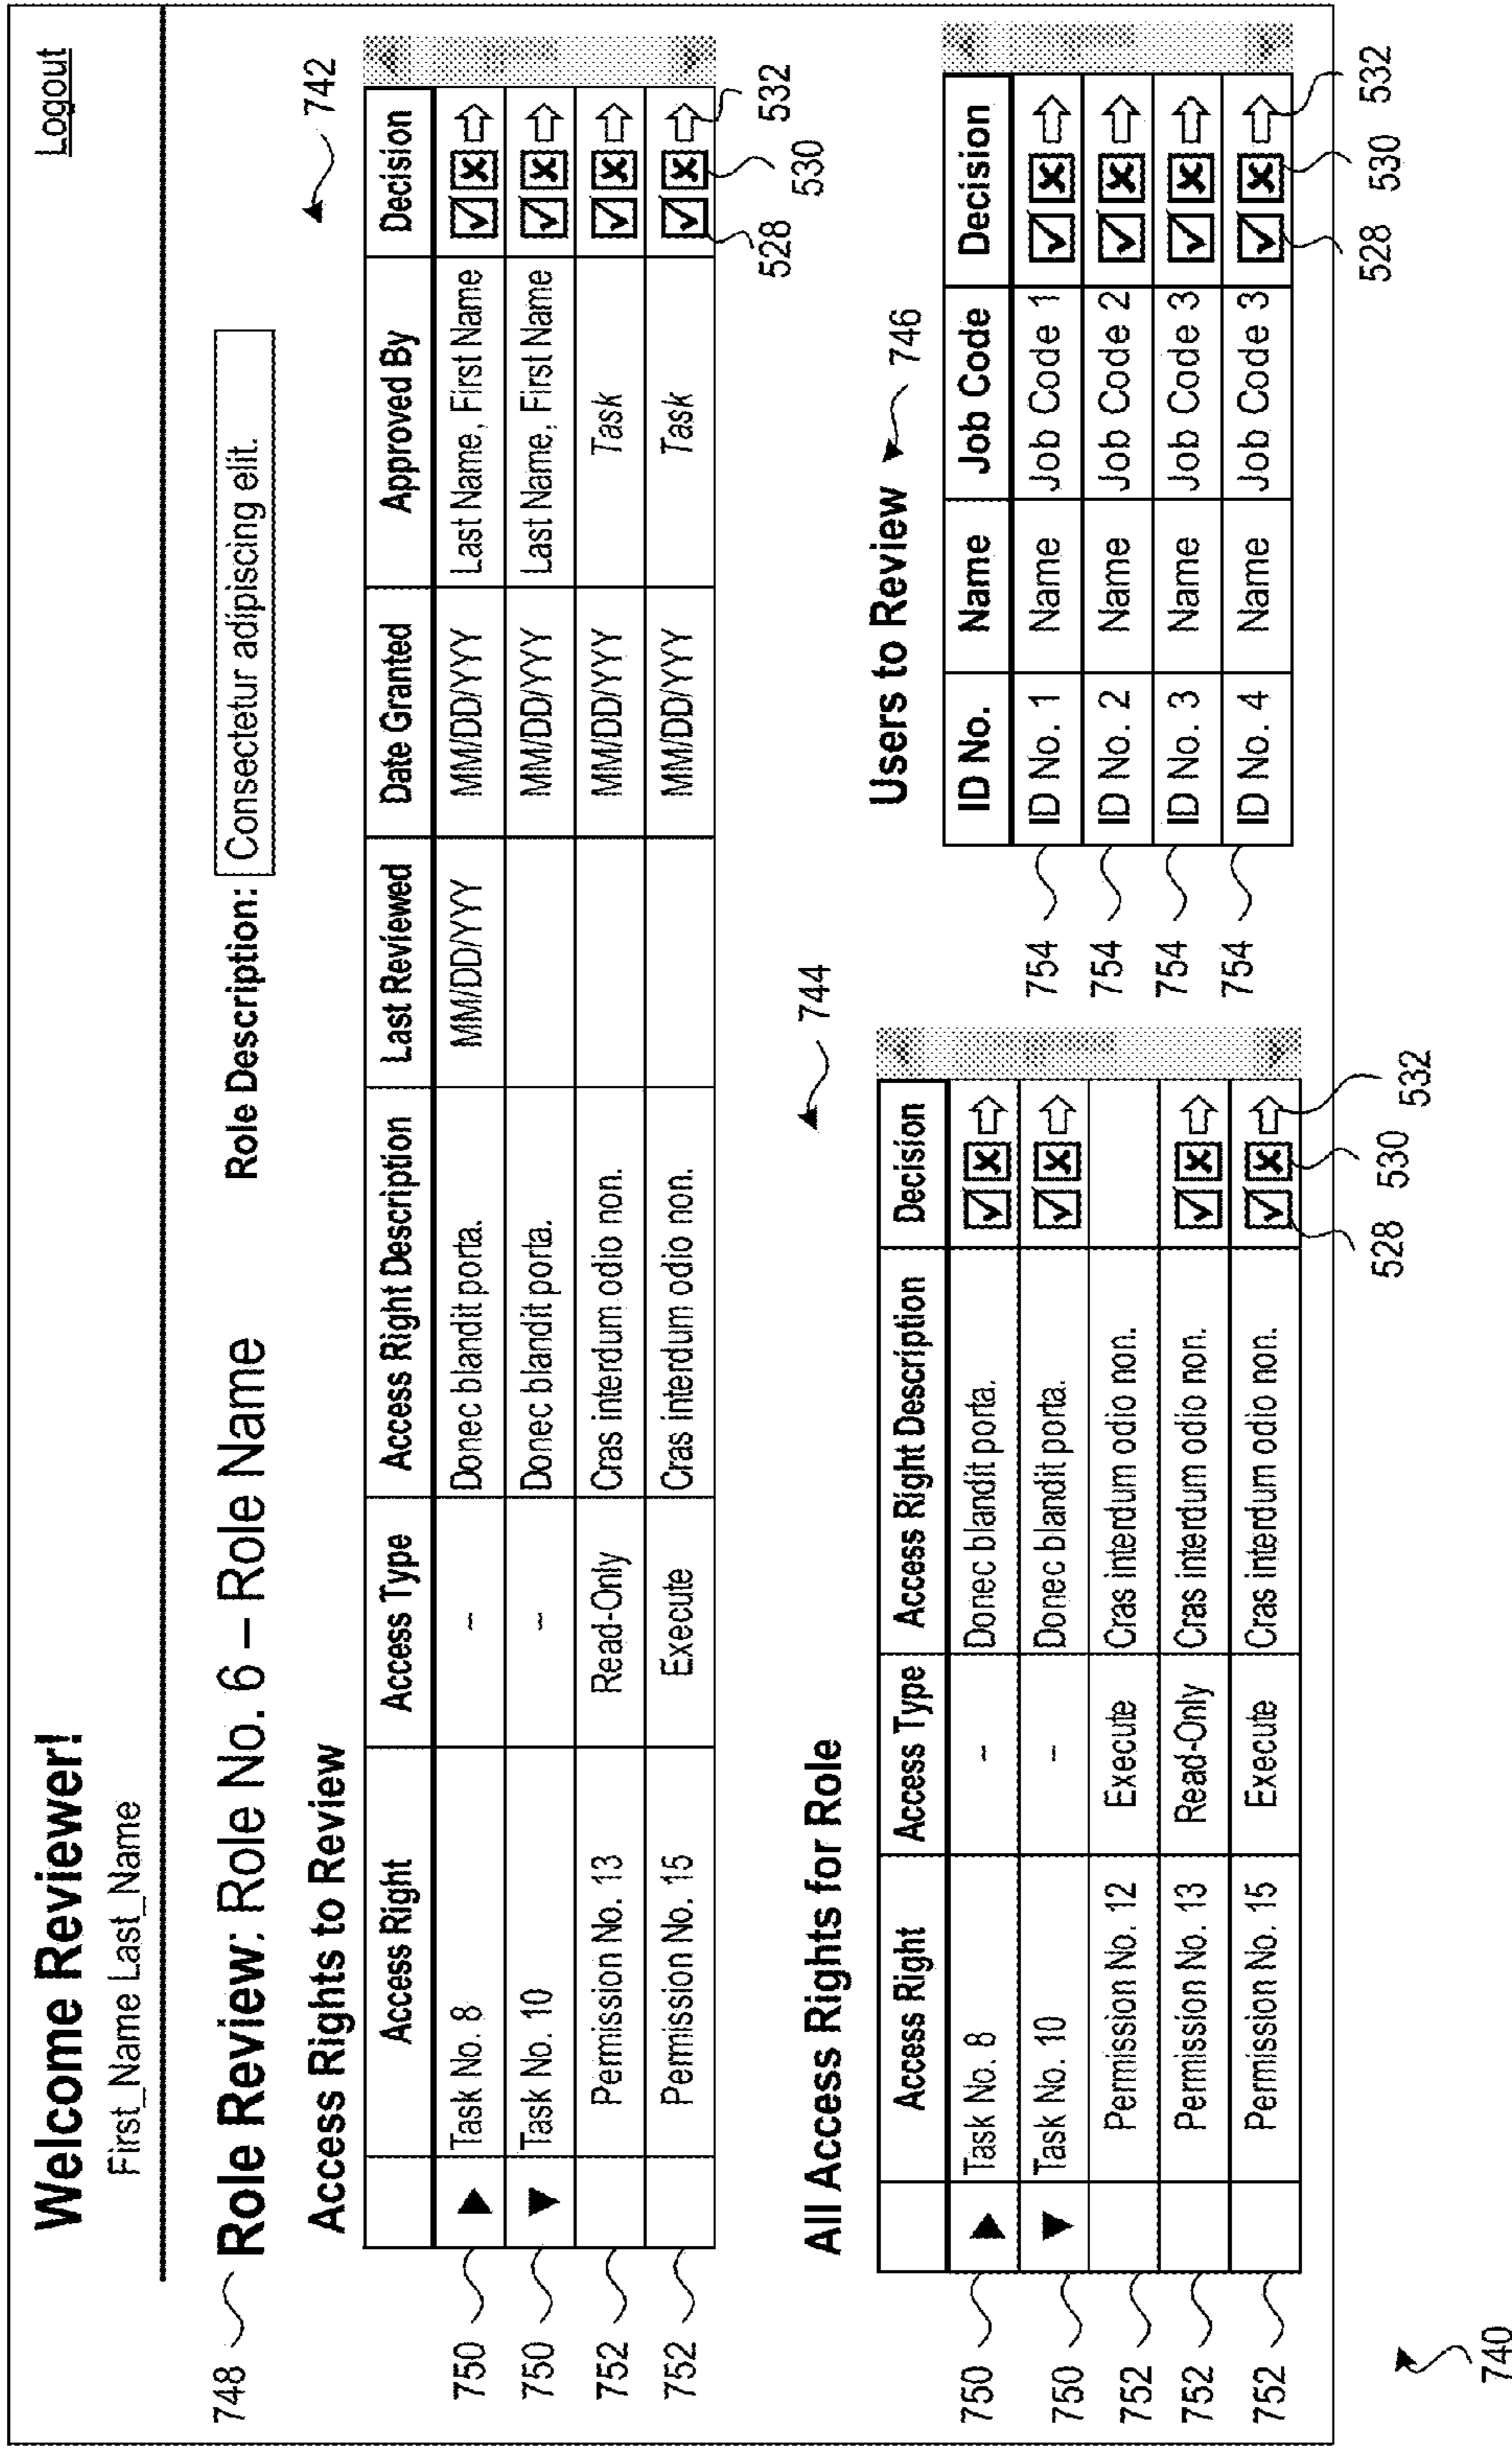 Welcome Reviewer!
Logout
First_Name Last_Name
748
Role Review: Role No. 6 – Role Name
Role Description: Consectetur adipiscing elit.
Access Rights to Review
742
Access Right Access Type Access Right Description Last Reviewed Date Granted Approved By Decision
750 Task No. 8 -- Donec blandit porta. MM/DD/YYY MM/DD/YYY Last Name, First Name
750 Task No. 10 -- Donec blandit porta. MM/DD/YYY Last Name, First Name
752 Permission No. 13 Read-Only Cras interdum odio non. MM/DD/YYY Task
752 Permission No. 15 Execute Cras interdum odio non. MM/DD/YYY Task
528 530 532
All Access Rights for Role
744
Access Right Access Type Access Right Description Decision
750 Task No. 8 -- Donec blandit porta.
750 Task No. 10 -- Donec blandit porta.
752 Permission No. 12 Execute Cras interdum odio non.
752 Permission No. 13 Read-Only Cras interdum odio non.
752 Permission No. 15 Execute Cras interdum odio non.
528 530 532
Users to Review
746
ID No. Name Job Code Decision
754 ID No. 1 Name Job Code 1
754 ID No. 2 Name Job Code 2
754 ID No. 3 Name Job Code 3
754 ID No. 4 Name Job Code 3
528 530 532
740